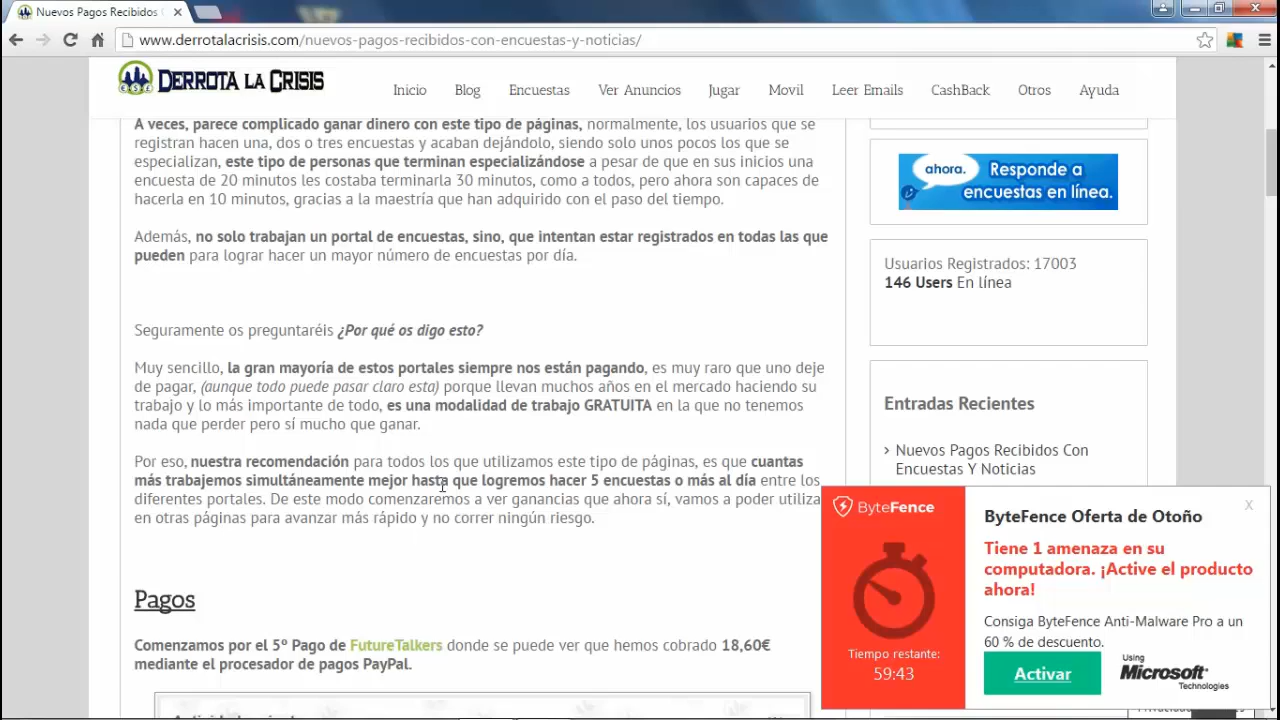 Nuevos Pagos Recibidos
www.derrotalacrisis.com/nuevos-pagos-recibidos-con-encuestas-y-noticias/
DERROTA LA CRISIS
Inicio Blog Encuestas Ver Anuncios Jugar Movil Leer Emails CashBack Otros Ayuda
A veces, parece complicado ganar dinero con este tipo de páginas, normalmente, los usuarios que se
registran hacen una, dos o tres encuestas y acaban dejándolo, siendo solo unos pocos los que se
especializan, este tipo de personas que terminan especializándose a pesar de que en sus inicios una
encuesta de 20 minutos les costaba terminarla 30 minutos, como a todos, pero ahora son capaces de
hacerla en 10 minutos, gracias a la maestría que han adquirido con el paso del tiempo.
Además, no solo trabajan un portal de encuestas, sino, que intentan estar registrados en todas las que
pueden para lograr hacer un mayor número de encuestas por día.
Seguramente os preguntaréis ¿Por qué os digo esto?
Muy sencillo, la gran mayoría de estos portales siempre nos están pagando, es muy raro que uno deje
de pagar, (aunque todo puede pasar claro esta) porque llevan muchos años en el mercado haciendo su
trabajo y lo más importante de todo, es una modalidad de trabajo GRATUITA en la que no tenemos
nada que perder pero sí mucho que ganar.
Por eso, nuestra recomendación para todos los que utilizamos este tipo de páginas, es que cuantas
más trabajemos simultáneamente mejor hasta que logremos hacer 5 encuestas o más al día entre los
diferentes portales. De este modo comenzaremos a ver ganancias que ahora sí, vamos a poder utiliza
en otras páginas para avanzar más rápido y no correr ningún riesgo.
Pagos
Comenzamos por el 5º Pago de FutureTalkers donde se puede ver que hemos cobrado 18,60€
mediante el procesador de pagos PayPal.
ahora.
Responde a
encuestas en línea.
Usuarios Registrados: 17003
146 Users En línea
Entradas Recientes
Nuevos Pagos Recibidos Con
Encuestas Y Noticias
ByteFence
Tiempo restante:
59:43
ByteFence Oferta de Otoño
x
Tiene 1 amenaza en su
computadora. ¡Active el producto
ahora!
Consiga ByteFence Anti-Malware Pro a un
60 % de descuento.
Activar
Using
Microsoft
Technologies